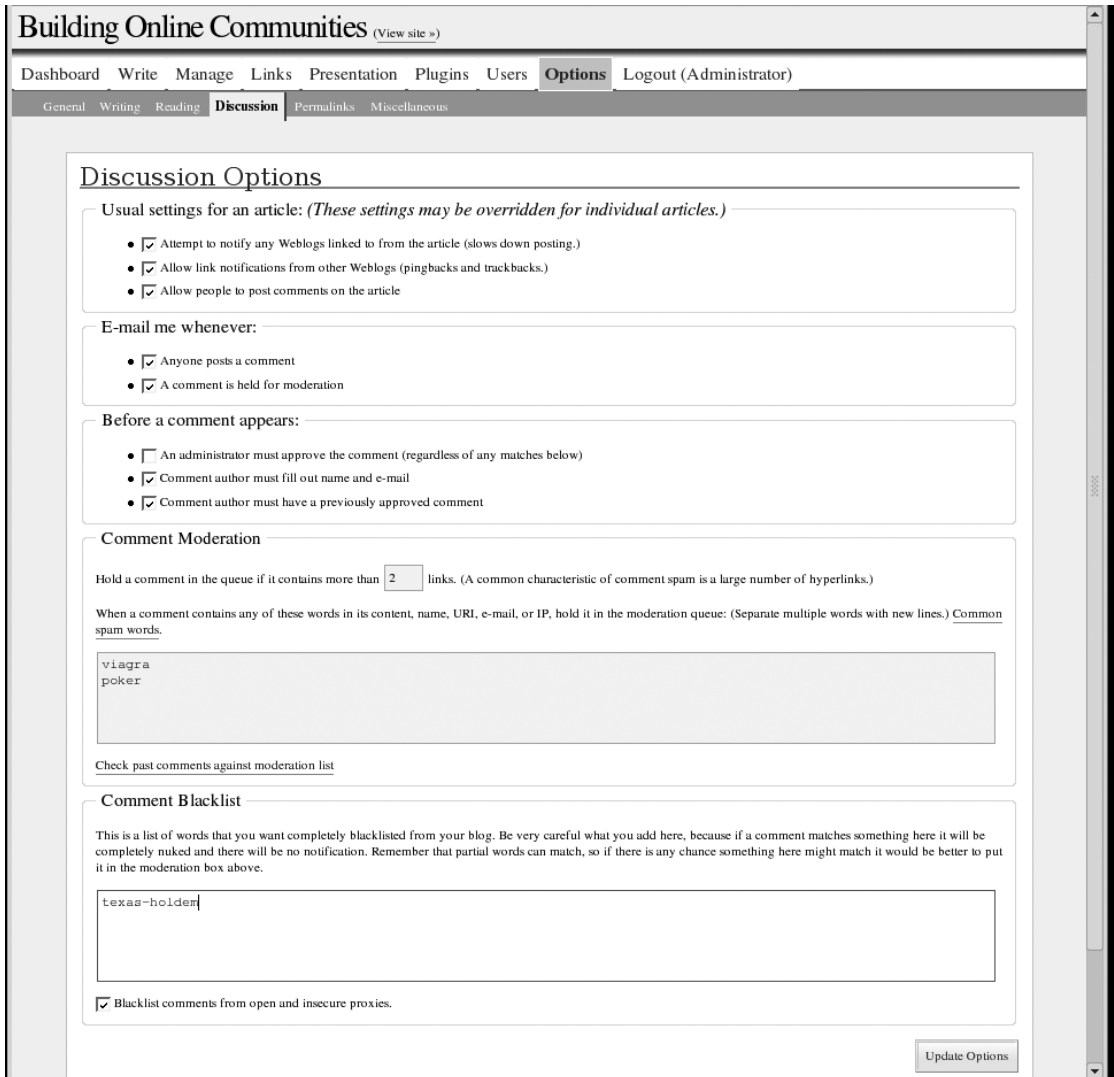 Building Online Communities (View site »)
Dashboard Write Manage Links Presentation Plugins Users Options Logout (Administrator)
General Writing Reading Discussion Permalinks Miscellaneous
Discussion Options
Usual settings for an article: (These settings may be overridden for individual articles.)
Attempt to notify any Weblogs linked to from the article (slows down posting.)
Allow link notifications from other Weblogs (pingbacks and trackbacks.)
Allow people to post comments on the article
E-mail me whenever:
Anyone posts a comment
A comment is held for moderation
Before a comment appears:
An administrator must approve the comment (regardless of any matches below)
Comment author must fill out name and e-mail
Comment author must have a previously approved comment
Comment Moderation
Hold a comment in the queue if it contains more than 2 links. (A common characteristic of comment spam is a large number of hyperlinks.)
When a comment contains any of these words in its content, name, URI, e-mail, or IP, hold it in the moderation queue: (Separate multiple words with new lines.) Common
spam words.
viagra
poker
Check past comments against moderation list
Comment Blacklist
This is a list of words that you want completely blacklisted from your blog. Be very careful what you add here, because if a comment matches something here it will be
completely nuked and there will be no notification. Remember that partial words can match, so if there is any chance something here might match it would be better to put
it in the moderation box above.
texas-holdem
Blacklist comments from open and insecure proxies.
Update Options